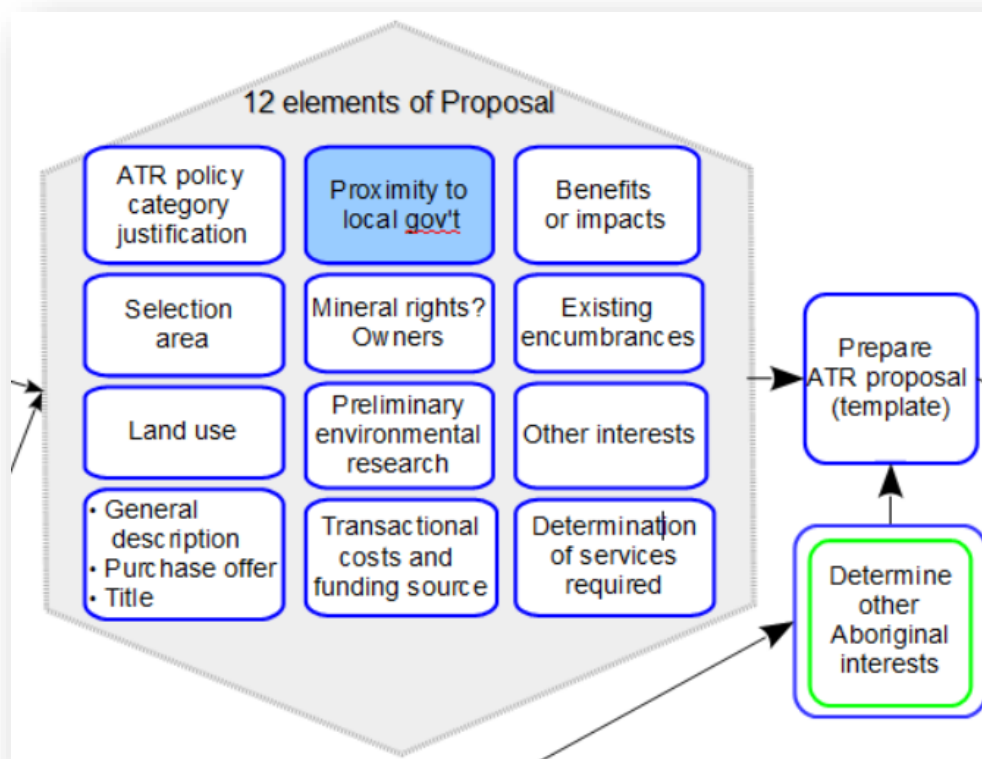 12 elements of Proposal
ATR policy
category
justification
Proximity to
local gov't
Benefits
or impacts
Selection
area
Mineral rights?
Owners
Existing
encumbrances
Land use
Preliminary
environmental
research
Other interests
• General
description
• Purchase offer
• Title
Transactional
costs and
funding source
Determination
of services
required
Prepare
ATR proposal
(template)
Determine
other
Aboriginal
interests